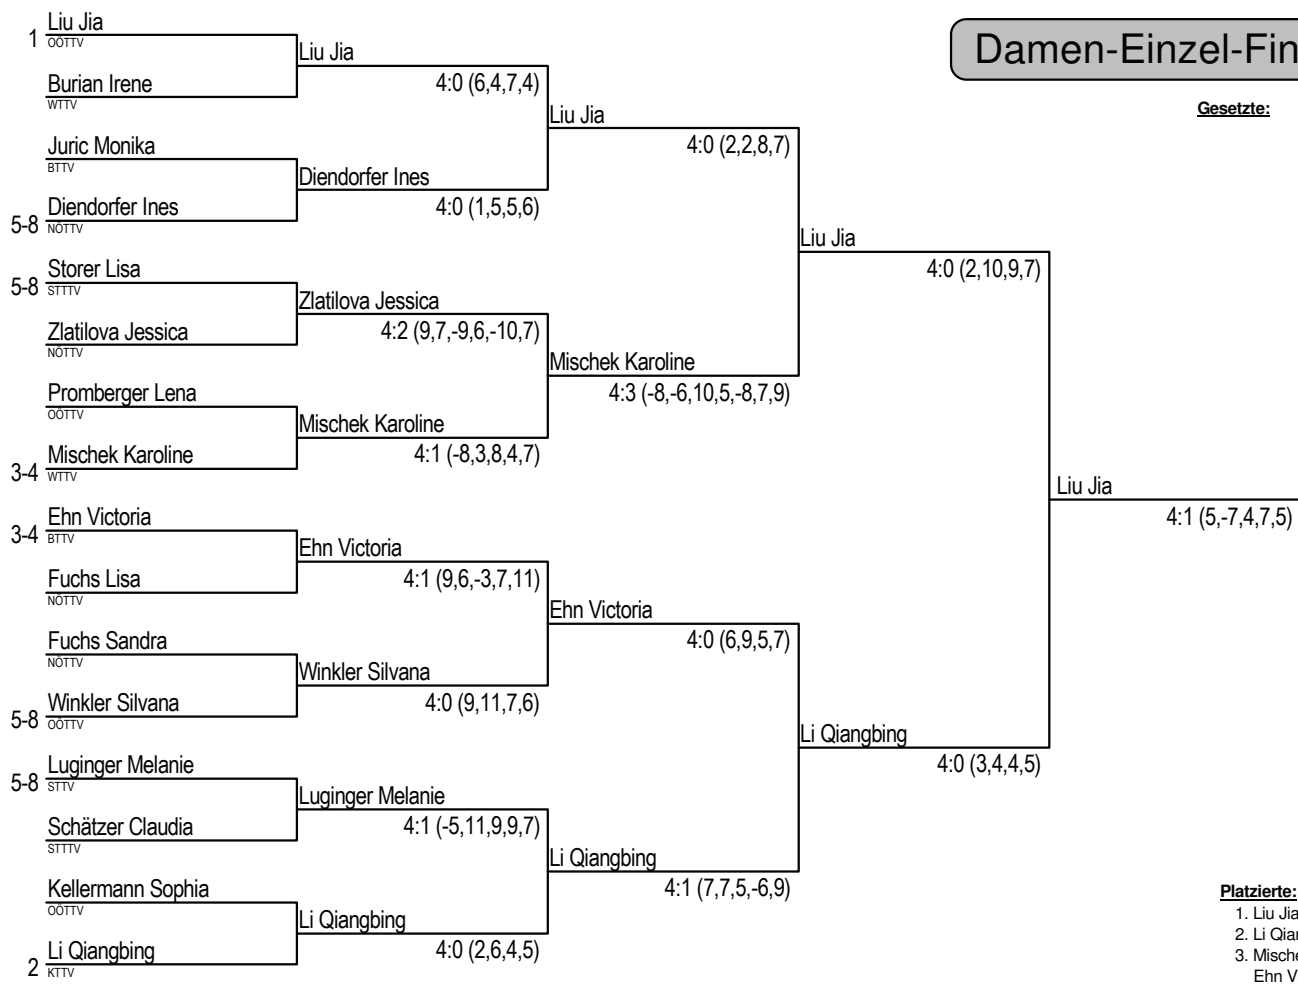 Damen-Einzel-Fin
Gesetzte:
1 Liu Jia
OÖTTV
Burian Irene
WTTV
Juric Monika
BTTV
5-8 Diendorfer Ines
NÖTTV
5-8 Storer Lisa
STTTV
Zlatilova Jessica
NÖTTV
Promberger Lena
OÖTTV
3-4 Mischek Karoline
WTTV
3-4 Ehn Victoria
BTTV
Fuchs Lisa
NÖTTV
Fuchs Sandra
NÖTTV
5-8 Winkler Silvana
OÖTTV
5-8 Luginger Melanie
STTV
Schätzer Claudia
STTTV
Kellermann Sophia
OÖTTV
2 Li Qiangbing
KTTV
Liu Jia
4:0 (6,4,7,4)
Diendorfer Ines
4:0 (1,5,5,6)
Zlatilova Jessica
4:2 (9,7,-9,6,-10,7)
Mischek Karoline
4:1 (-8,3,8,4,7)
Ehn Victoria
4:1 (9,6,-3,7,11)
Winkler Silvana
4:0 (9,11,7,6)
Luginger Melanie
4:1 (-5,11,9,9,7)
Li Qiangbing
4:0 (2,6,4,5)
Liu Jia
4:0 (2,2,8,7)
Mischek Karoline
4:3 (-8,-6,10,5,-8,7,9)
Ehn Victoria
4:0 (6,9,5,7)
Li Qiangbing
4:1 (7,7,5,-6,9)
Liu Jia
4:0 (2,10,9,7)
Li Qiangbing
4:0 (3,4,4,5)
Liu Jia
4:1 (5,-7,4,7,5)
Platzierte:
1. Liu Jia
2. Li Qian
3. Mische
Ehn V